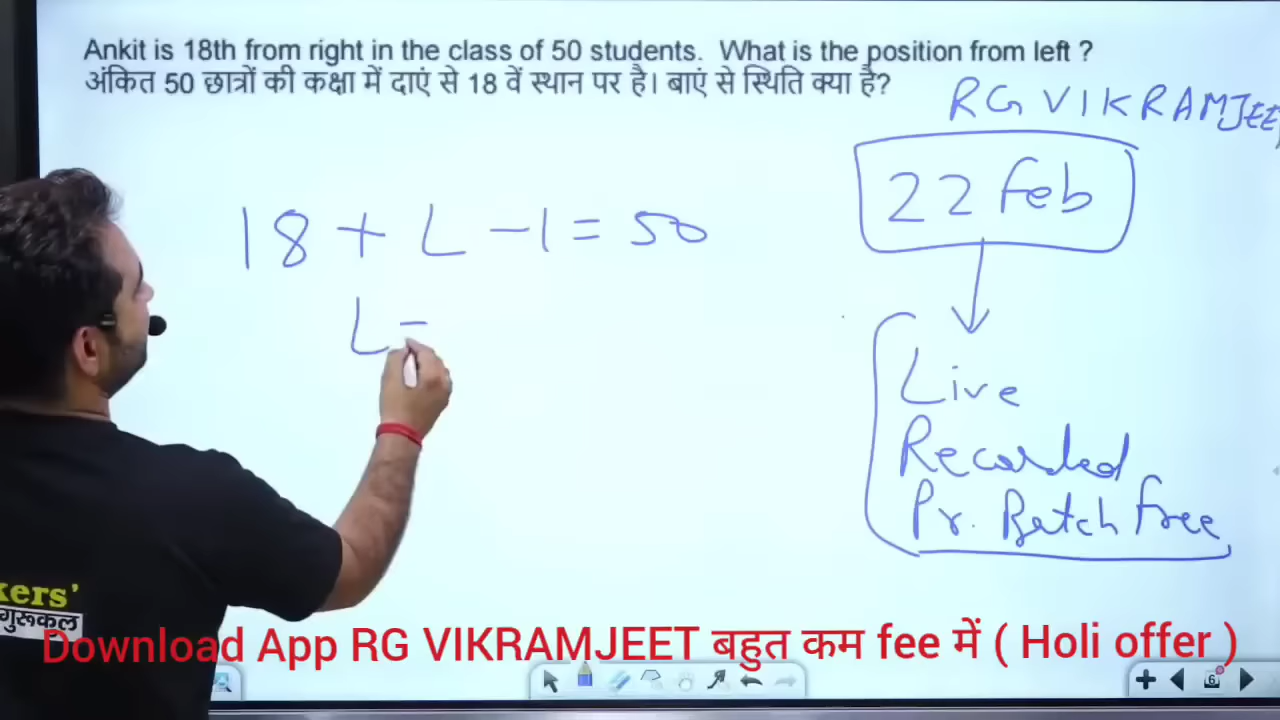 Ankit is 18th from right in the class of 50 students. What is the position from left ?
अंकित 50 छात्रों की कक्षा में दाएं से 18 वें स्थान पर है। बाएं से स्थिति क्या है?
RG VIKRAMJEET
22 Feb
18 + L - 1 = 50
L =
Live
Recorded
Pr. Batch free
kers'
गुरूकुल
Download App RG VIKRAMJEET बहुत कम fee में ( Holi offer )
6